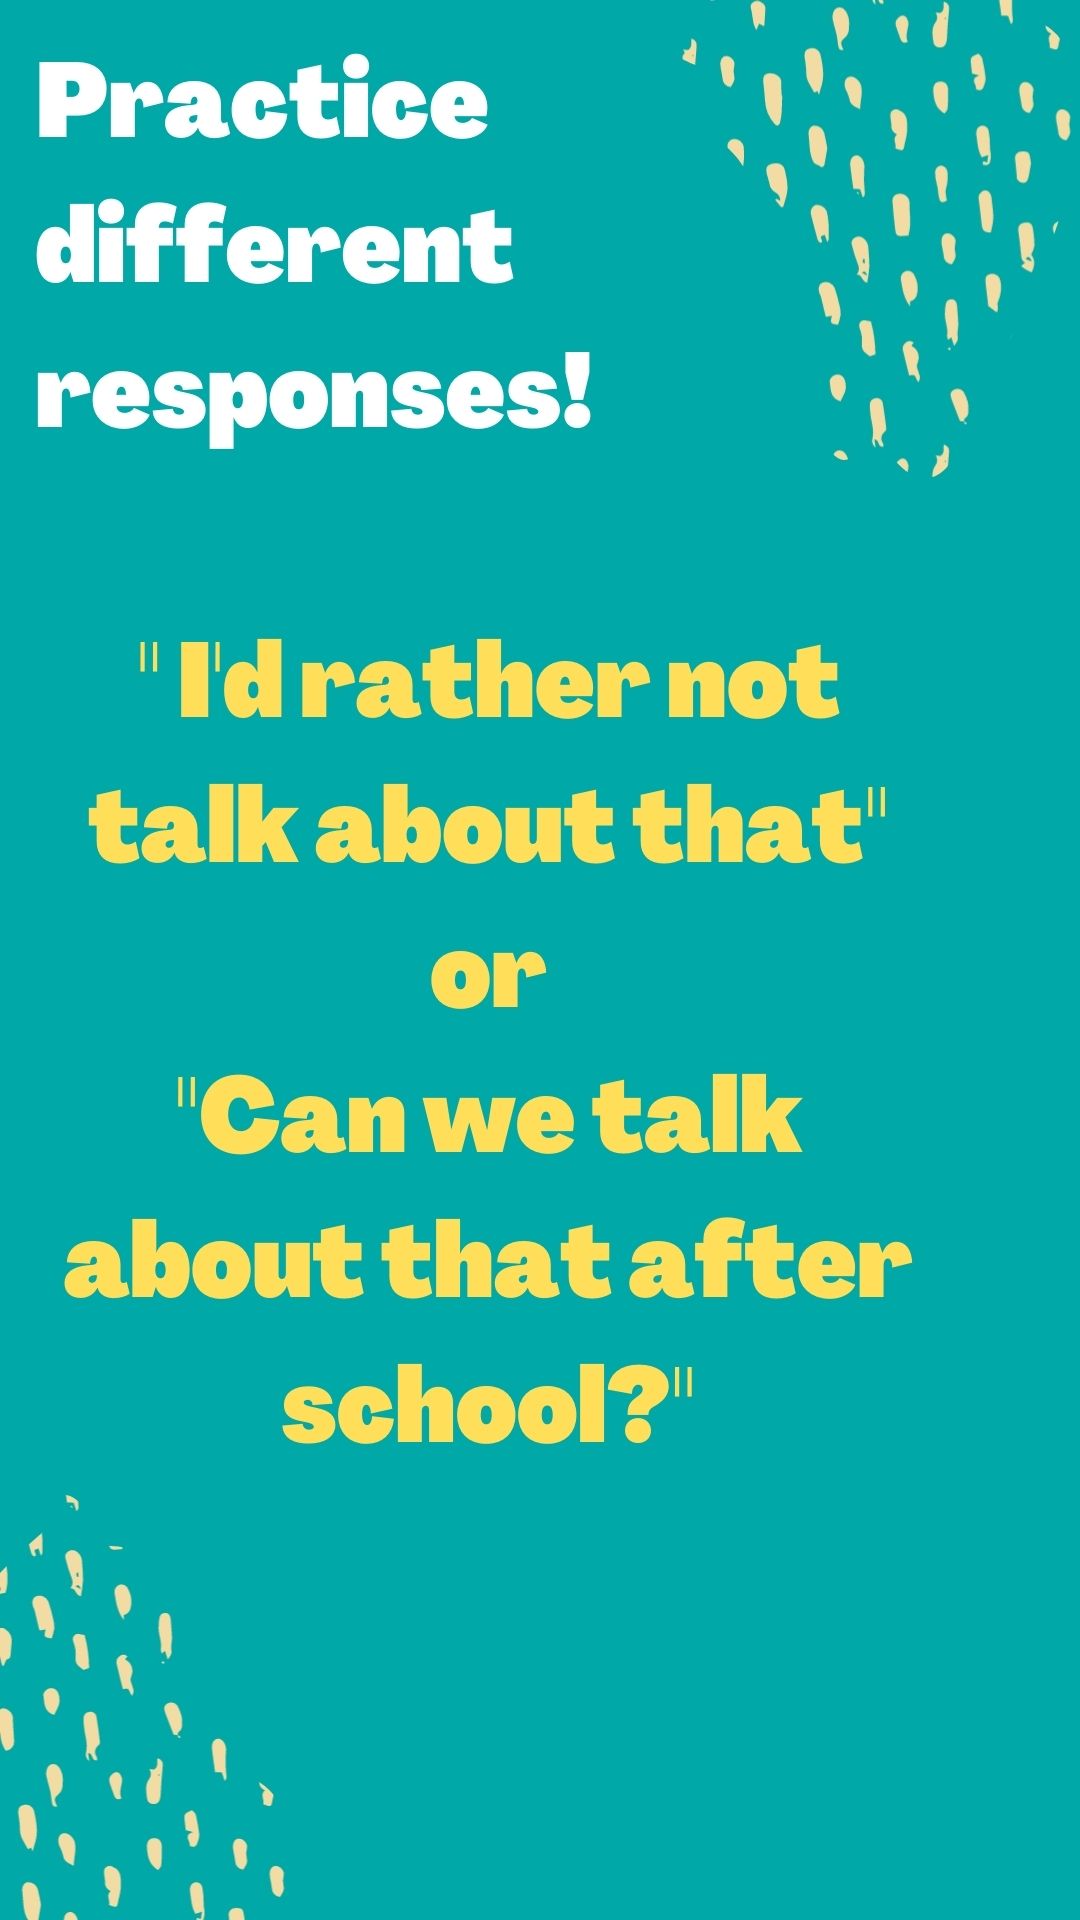 Practice
different
responses!
" I'd rather not
talk about that"
or
"Can we talk
about that after
school?"